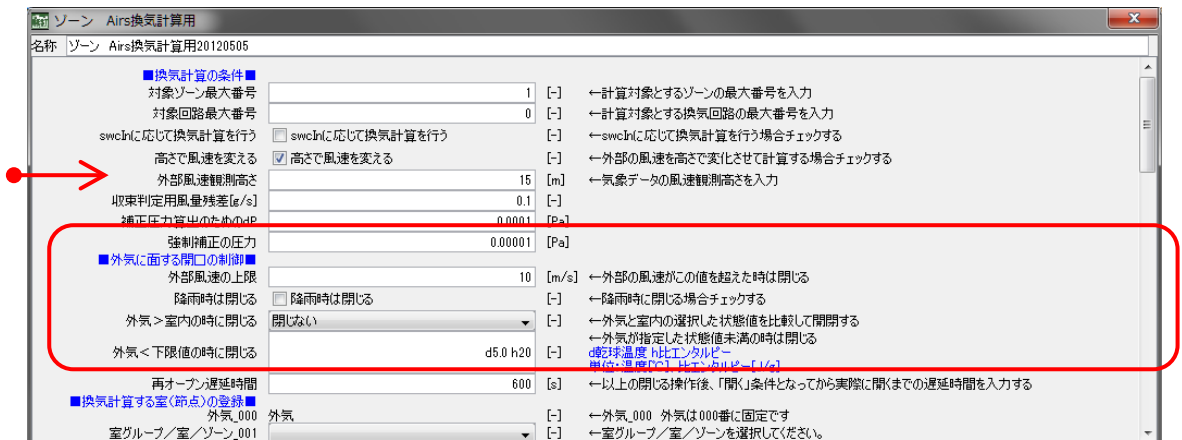 ゾーン Airs換気計算用
名称 ゾーン Airs換気計算用20120505
■換気計算の条件■
対象ゾーン最大番号 1 [-] ←計算対象とするゾーンの最大番号を入力
対象回路最大番号 0 [-] ←計算対象とする換気回路の最大番号を入力
swcInに応じて換気計算を行う swcInに応じて換気計算を行う [-] ←swcInに応じて換気計算を行う場合チェックする
高さで風速を変える 高さで風速を変える [-] ←外部の風速を高さで変化させて計算する場合チェックする
外部風速観測高さ 15 [m] ←気象データの風速観測高さを入力
収束判定用風量残差[g/s] 0.1 [-]
補正圧力算出のためのdP 0.0001 [Pa]
強制補正の圧力 0.00001 [Pa]
■外気に面する開口の制御■
外部風速の上限 10 [m/s] ←外部の風速がこの値を超えた時は閉じる
降雨時は閉じる 降雨時は閉じる [-] ←降雨時に閉じる場合チェックする
外気＞室内の時に閉じる 閉じない [-] ←外気と室内の選択した状態値を比較して開閉する
外気＜下限値の時に閉じる d5.0 h20 [-] ←外気が指定した状態値未満の時は閉じる
d乾球温度 h比エンタルピー
単位:温度[℃] 比エンタルピー[J/g]
再オープン遅延時間 600 [s] ←以上の閉じる操作後、「開く」条件となってから実際に開くまでの遅延時間を入力する
■換気計算する室(節点)の登録■
外気_000 外気 [-] ←外気_000 外気は000番に固定です
室グループ／室／ゾーン_001 [-] ←室グループ／室／ゾーンを選択してください。